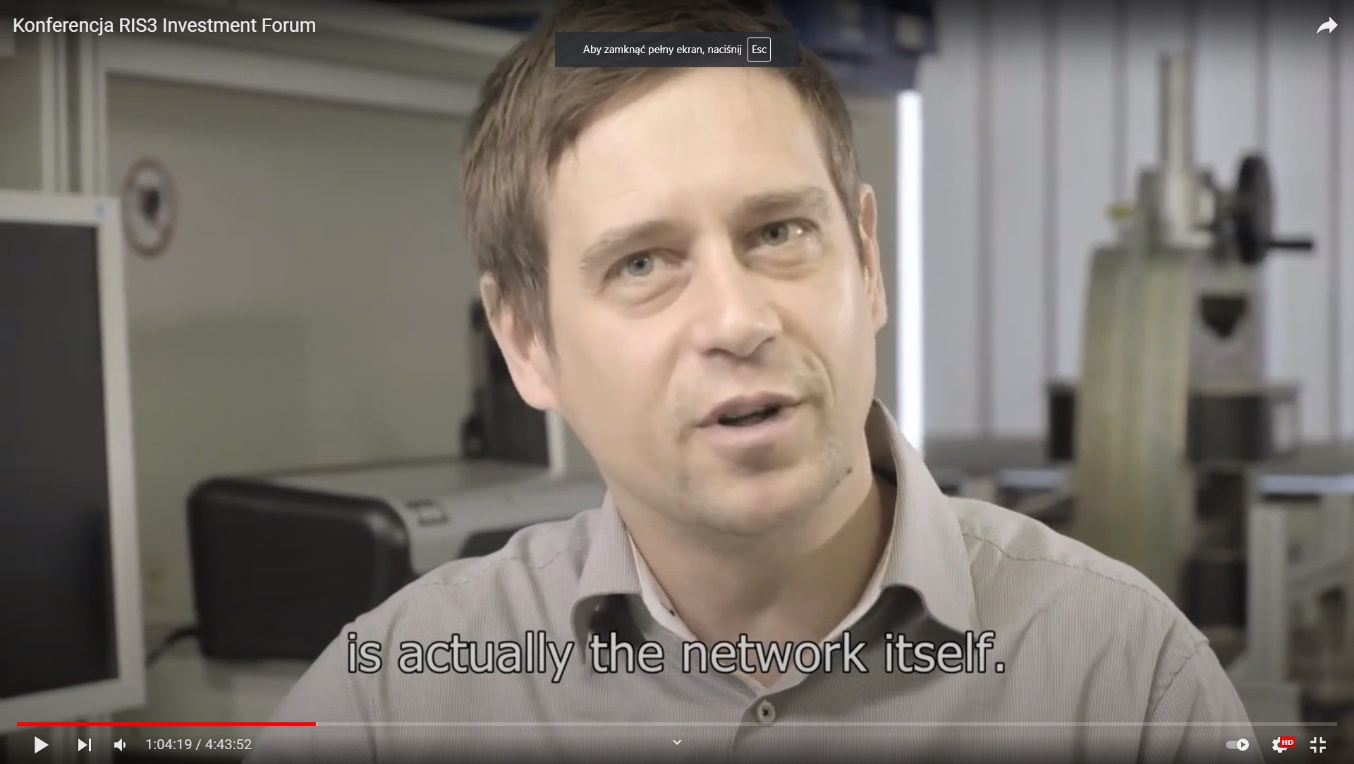 Konferencja RIS3 Investment Forum
Aby zamknąć pełny ekran, naciśnij Esc
is actually the network itself.
1:04:19 / 4:43:52
HD